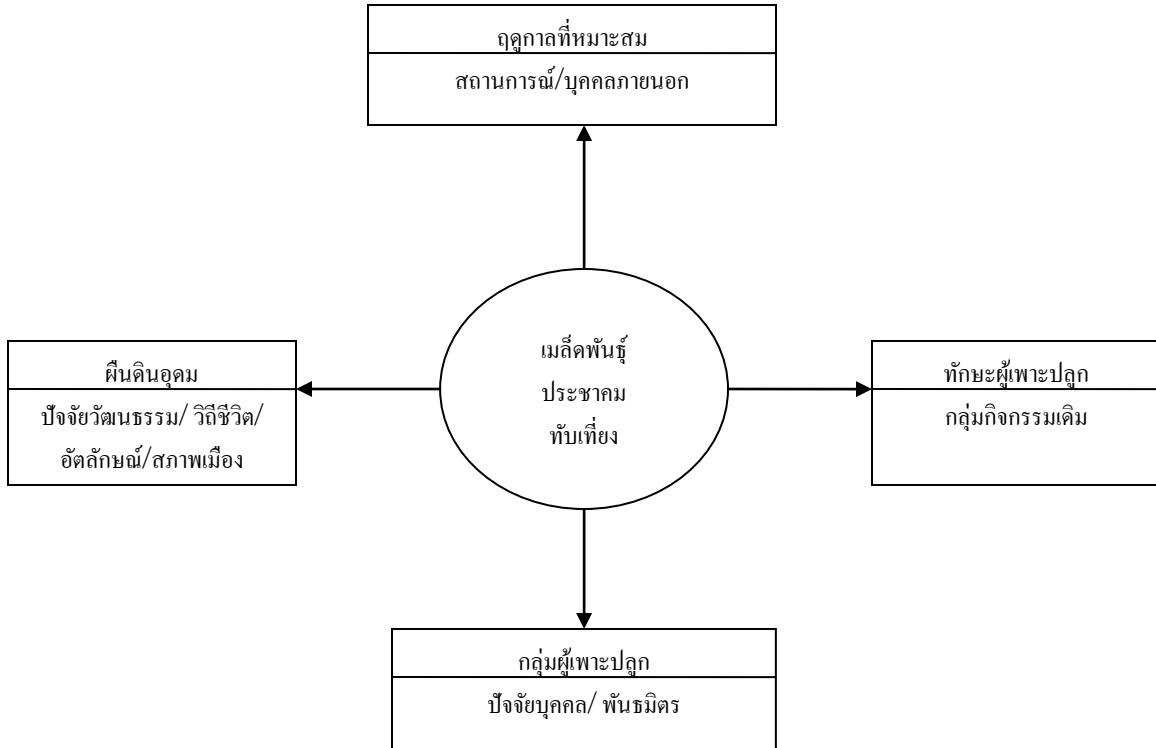 ฤดูกาลที่หมาะสม
สถานการณ์/บุคคลภายนอก
เมล็ดพันธุ์
ประชาคม
ทับเที่ยง
ผืนดินอุดม
ปัจจัยวัฒนธรรม/ วิถีชีวิต/
อัตลักษณ์/สภาพเมือง
ทักษะผู้เพาะปลูก
กลุ่มกิจกรรมเดิม
กลุ่มผู้เพาะปลูก
ปัจจัยบุคคล/ พันธมิตร